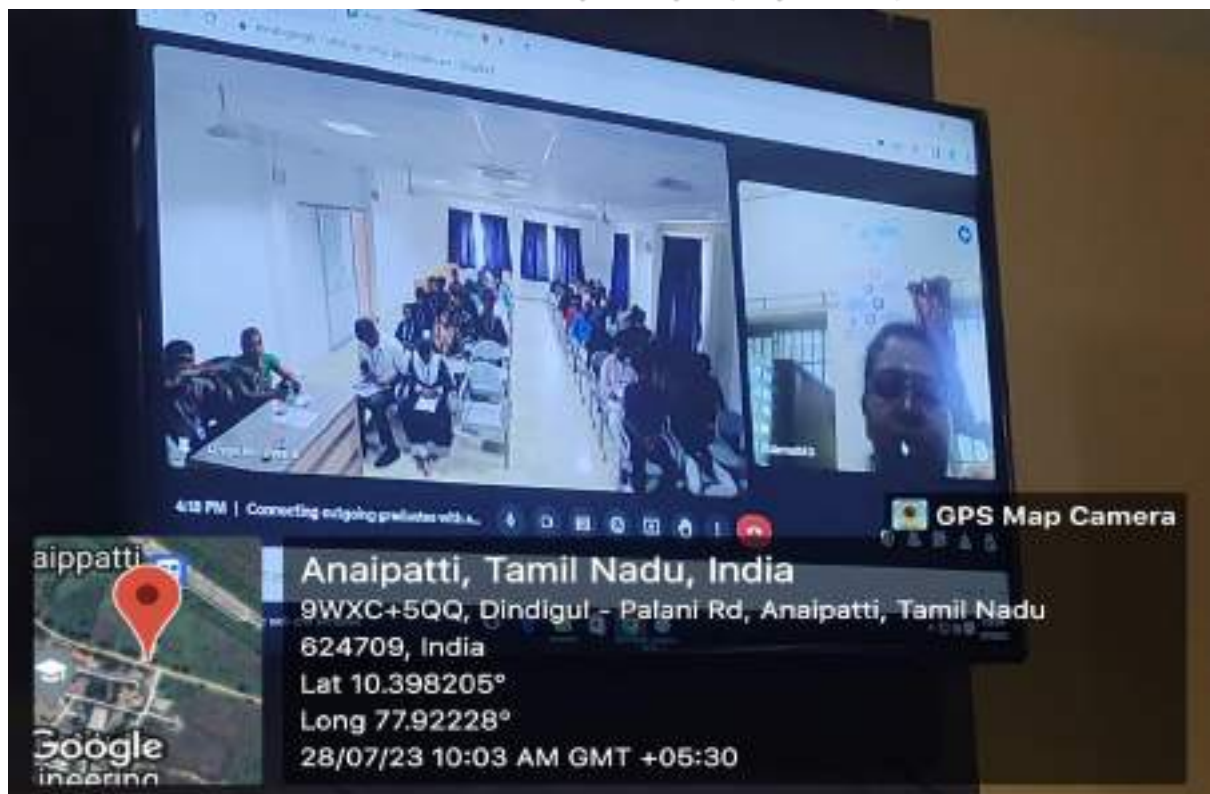 4:18 PM | Connecting outgoing graduates with a...
GPS Map Camera
aippatti
Google
ineering
Anaipatti, Tamil Nadu, India
9WXC+5QQ, Dindigul - Palani Rd, Anaipatti, Tamil Nadu
624709, India
Lat 10.398205°
Long 77.92228°
28/07/23 10:03 AM GMT +05:30